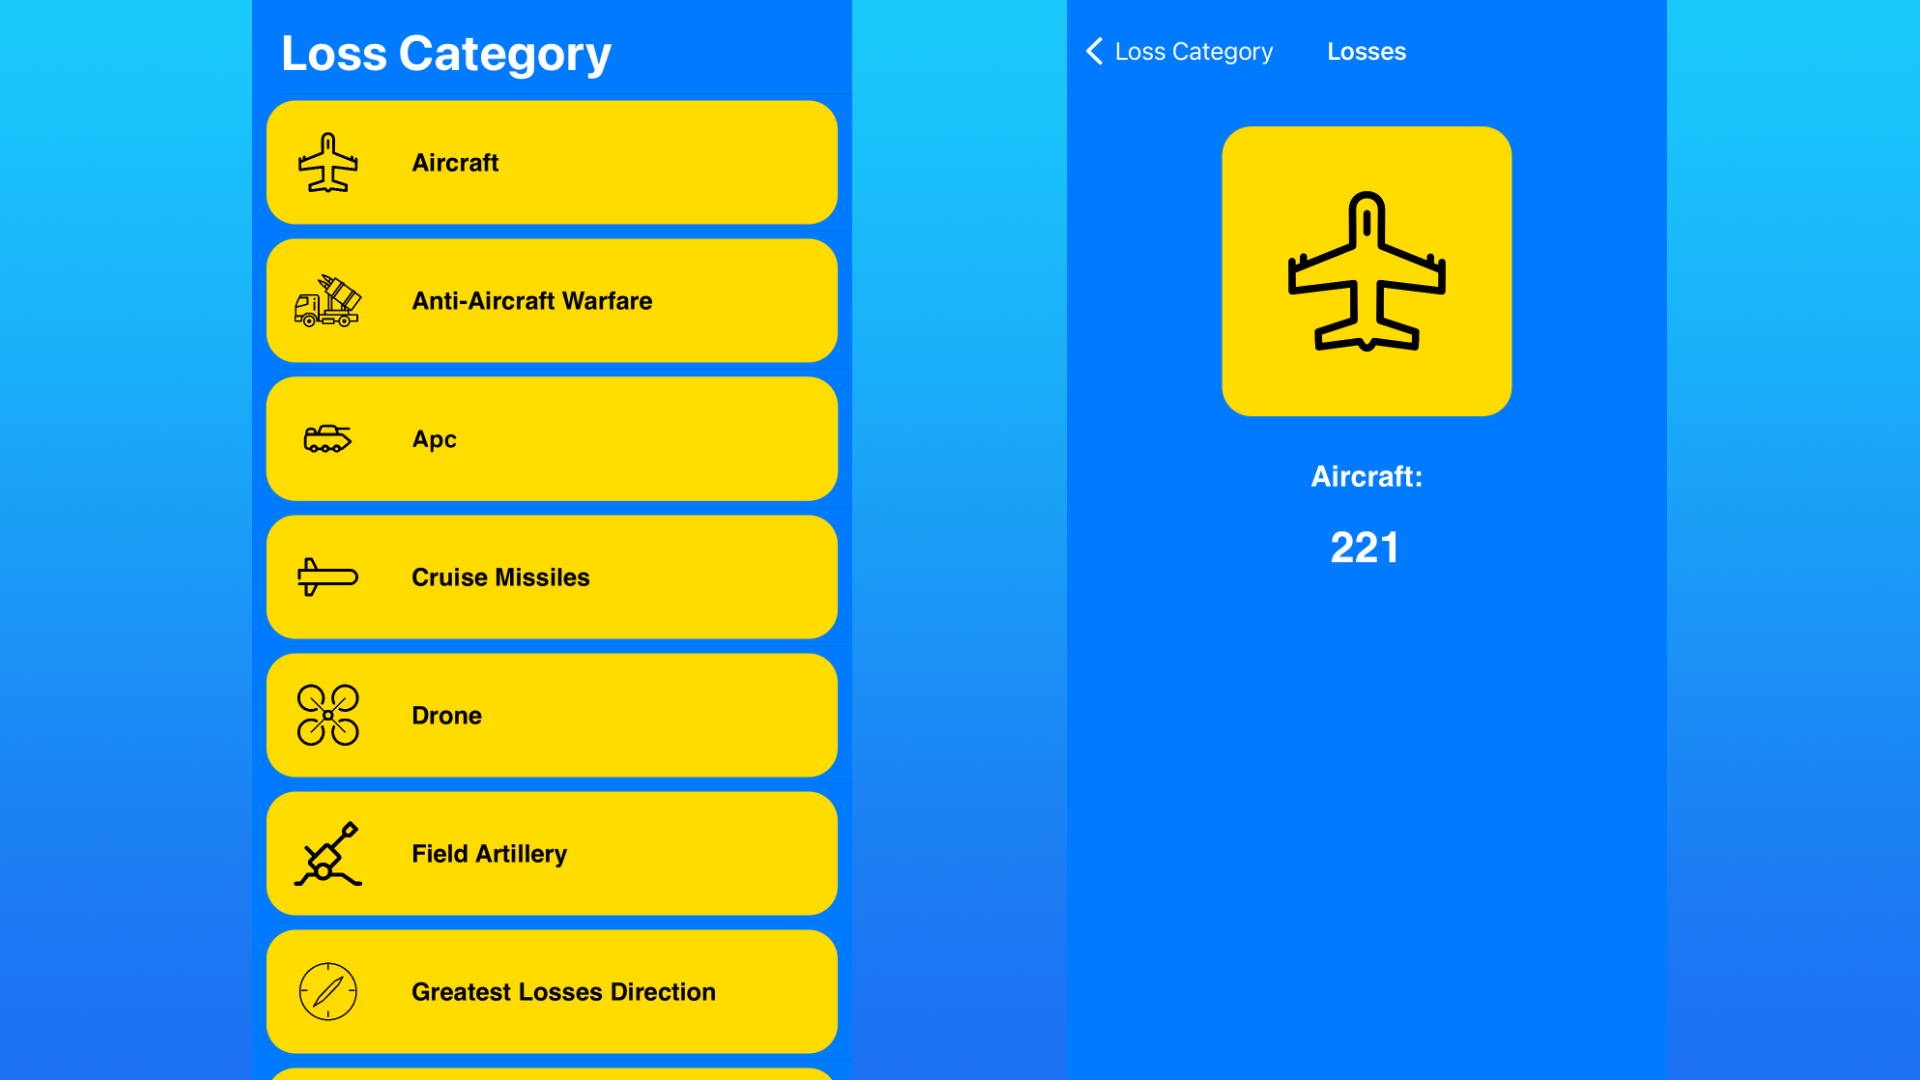 Loss Category
Aircraft
Anti-Aircraft Warfare
Apc
Cruise Missiles
Drone
Field Artillery
Greatest Losses Direction
Loss Category
Losses
Aircraft:
221